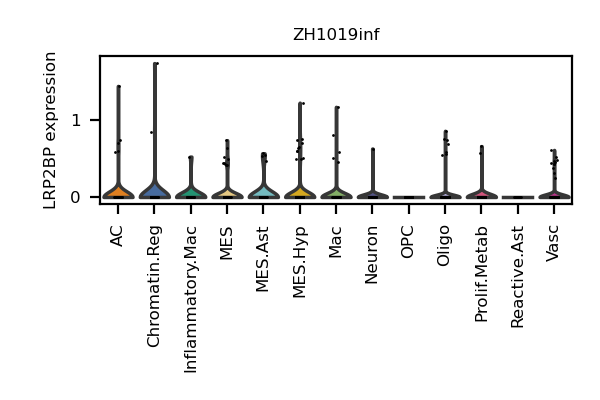 ZH1019inf
LRP2BP expression
1
0
AC
Chromatin.Reg
Inflammatory.Mac
MES
MES.Ast
MES.Hyp
Mac
Neuron
OPC
Oligo
Prolif.Metab
Reactive.Ast
Vasc